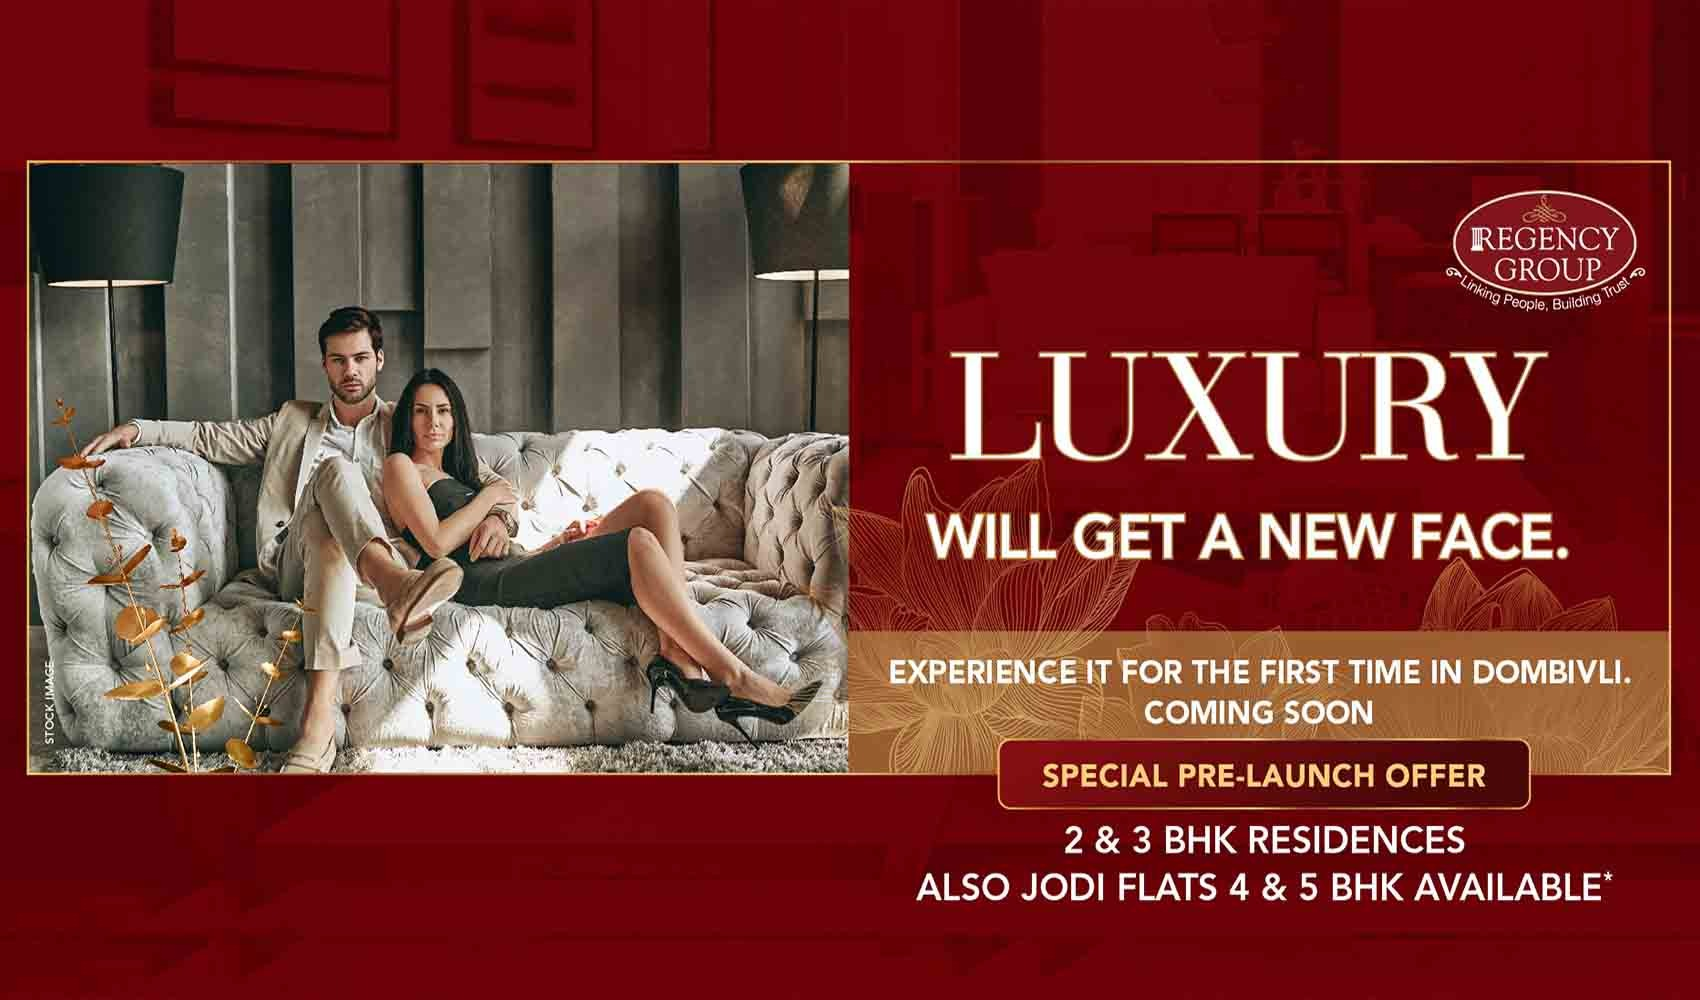 REGENCY
GROUP
Linking People, Building Trust
LUXURY
WILL GET A NEW FACE.
EXPERIENCE IT FOR THE FIRST TIME IN DOMBIVLI.
COMING SOON
SPECIAL PRE-LAUNCH OFFER
2 & 3 BHK RESIDENCES
ALSO JODI FLATS 4 & 5 BHK AVAILABLE*
STOCK IMAGE